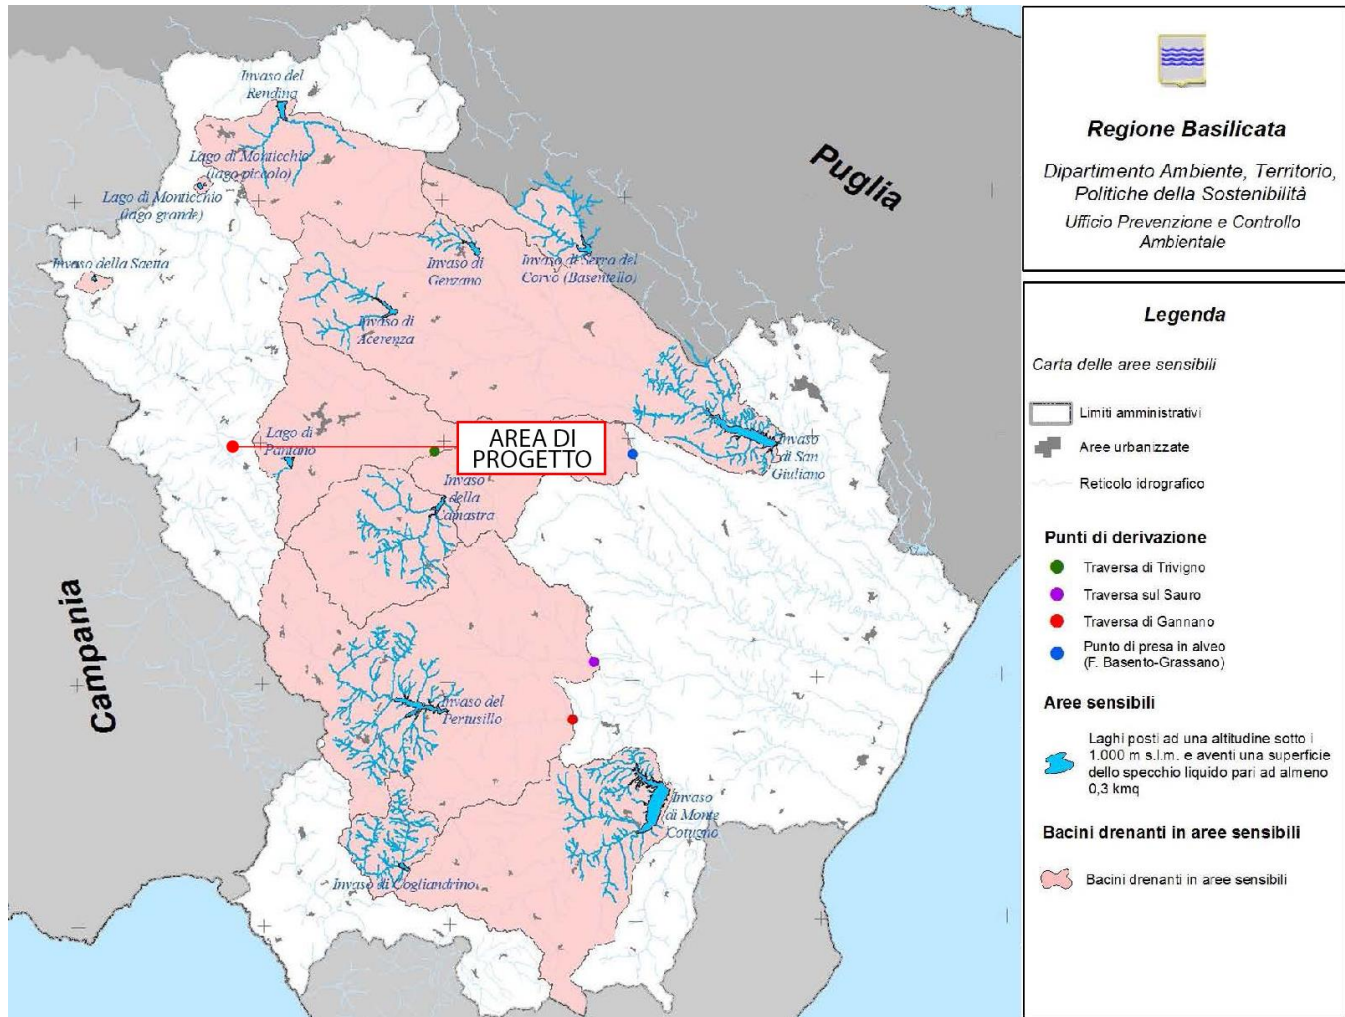 Invaso del
Rendina
Lago di Monticchio
(lago piccolo)
Lago di Monticchio
(lago grande)
Invaso della Saetta
Invaso di
Genzano
Invaso di Serra del
Corvo (Basentello)
Invaso di
Acerenza
Puglia
Lago di
Pantano
AREA DI
PROGETTO
Invaso
di San
Giuliano
Invaso
della
Camastra
Campania
Invaso del
Pertusillo
Invaso
di Monte
Cotugno
Invaso di Cogliandrino
Regione Basilicata
Dipartimento Ambiente, Territorio,
Politiche della Sostenibilità
Ufficio Prevenzione e Controllo
Ambientale
Legenda
Carta delle aree sensibili
Limiti amministrativi
Aree urbanizzate
Reticolo idrografico
Punti di derivazione
Traversa di Trivigno
Traversa sul Sauro
Traversa di Gannano
Punto di presa in alveo
(F. Basento-Grassano)
Aree sensibili
Laghi posti ad una altitudine sotto i
1.000 m s.l.m. e aventi una superficie
dello specchio liquido pari ad almeno
0,3 kmq
Bacini drenanti in aree sensibili
Bacini drenanti in aree sensibili